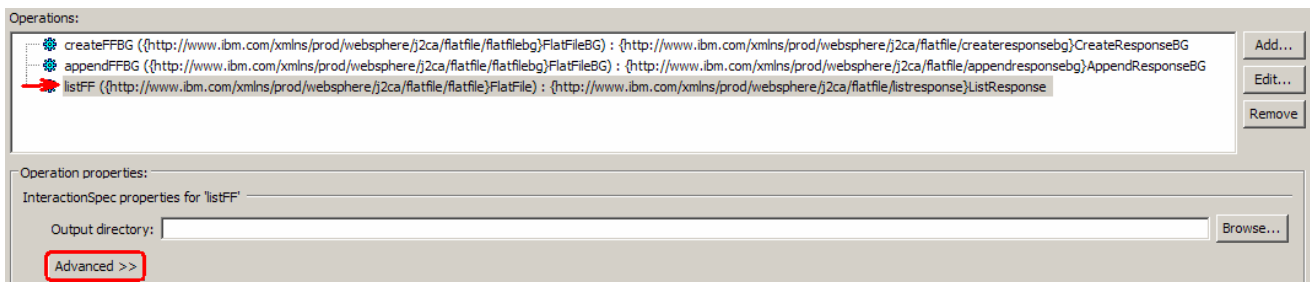 Operations:
createFFBG ({http://www.ibm.com/xmlns/prod/websphere/j2ca/flatfile/flatfilebg}FlatFileBG) : {http://www.ibm.com/xmlns/prod/websphere/j2ca/flatfile/createresponsebg}CreateResponseBG
Add...
appendFFBG ({http://www.ibm.com/xmlns/prod/websphere/j2ca/flatfile/flatfilebg}FlatFileBG) : {http://www.ibm.com/xmlns/prod/websphere/j2ca/flatfile/appendresponsebg}AppendResponseBG
listFF ({http://www.ibm.com/xmlns/prod/websphere/j2ca/flatfile/flatfile}FlatFile) : {http://www.ibm.com/xmlns/prod/websphere/j2ca/flatfile/listresponse}ListResponse
Edit...
Remove
Operation properties:
InteractionSpec properties for 'listFF'
Output directory:
Browse...
Advanced >>